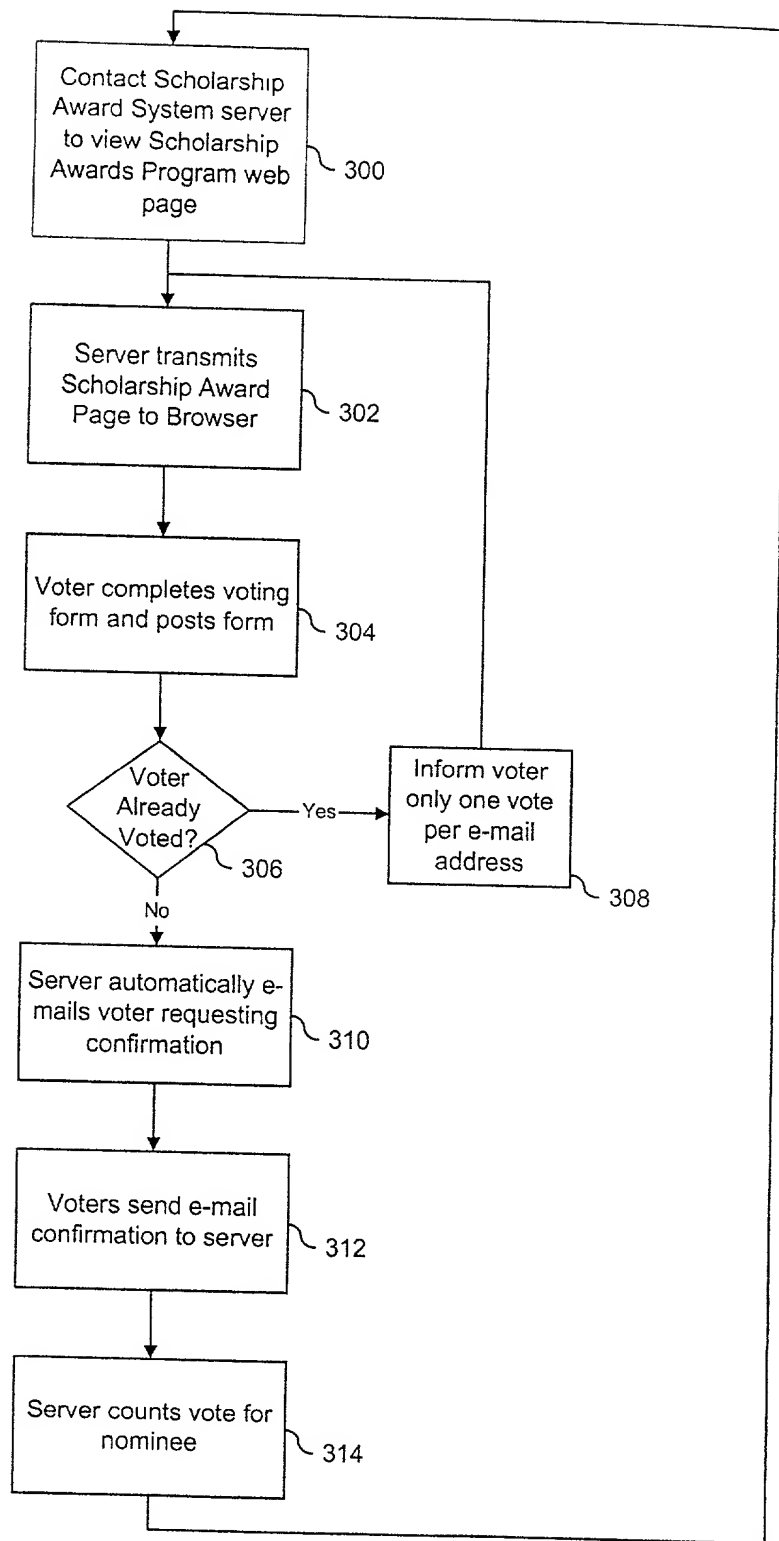 Contact Scholarship
Award System server
to view Scholarship
Awards Program web
page
300
Server transmits
Scholarship Award
Page to Browser
302
Voter completes voting
form and posts form
304
Voter
Already
Voted?
306
Yes
Inform voter
only one vote
per e-mail
address
308
No
Server automatically e-
mails voter requesting
confirmation
310
Voters send e-mail
confirmation to server
312
Server counts vote for
nominee
314